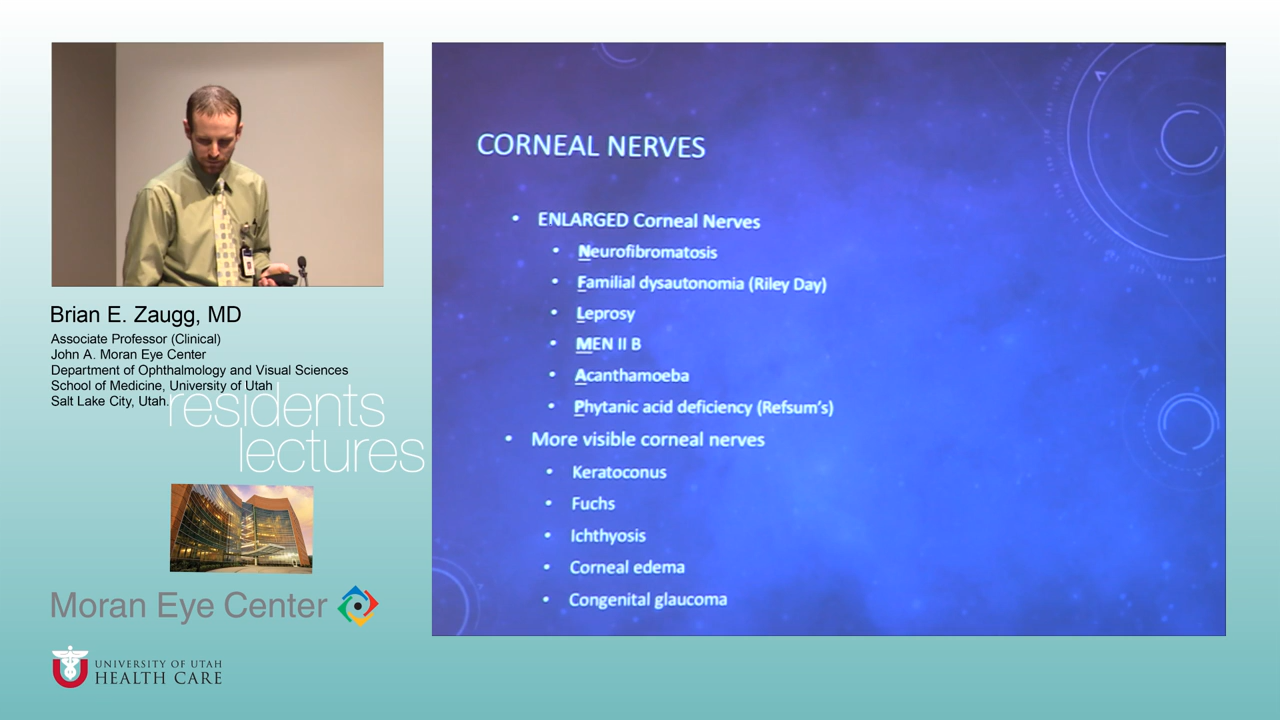 Brian E. Zaugg, MD
Associate Professor (Clinical)
John A. Moran Eye Center
Department of Ophthalmology and Visual Sciences
School of Medicine, University of Utah
Salt Lake City, Utah.
residents
lectures
Moran Eye Center
UNIVERSITY OF UTAH
HEALTH CARE
CORNEAL NERVES
• ENLARGED Corneal Nerves
• Neurofibromatosis
• Familial dysautonomia (Riley Day)
• Leprosy
• MEN II B
• Acanthamoeba
• Phytanic acid deficiency (Refsum's)
• More visible corneal nerves
• Keratoconus
• Fuchs
• Ichthyosis
• Corneal edema
• Congenital glaucoma